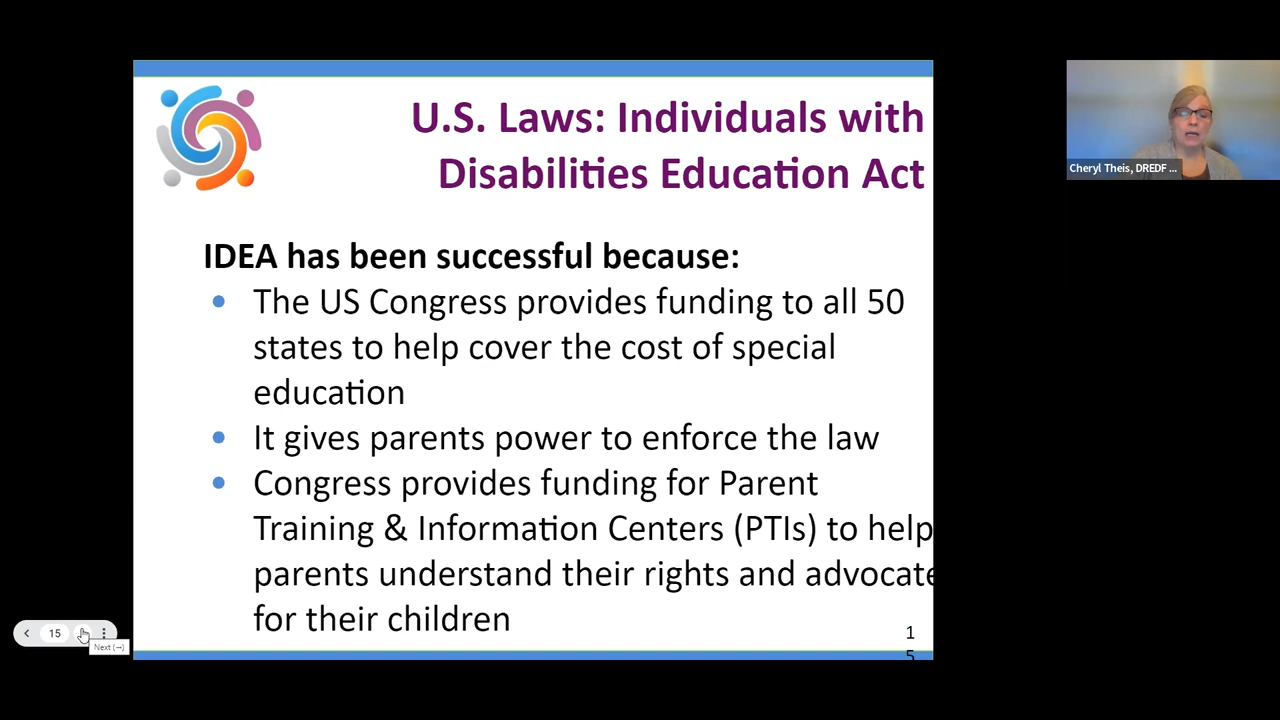 U.S. Laws: Individuals with
Disabilities Education Act
IDEA has been successful because:
• The US Congress provides funding to all 50
states to help cover the cost of special
education
• It gives parents power to enforce the law
• Congress provides funding for Parent
Training & Information Centers (PTIs) to help
parents understand their rights and advocate
for their children
1
5
Cheryl Theis, DREDF ...
15
Next (→)